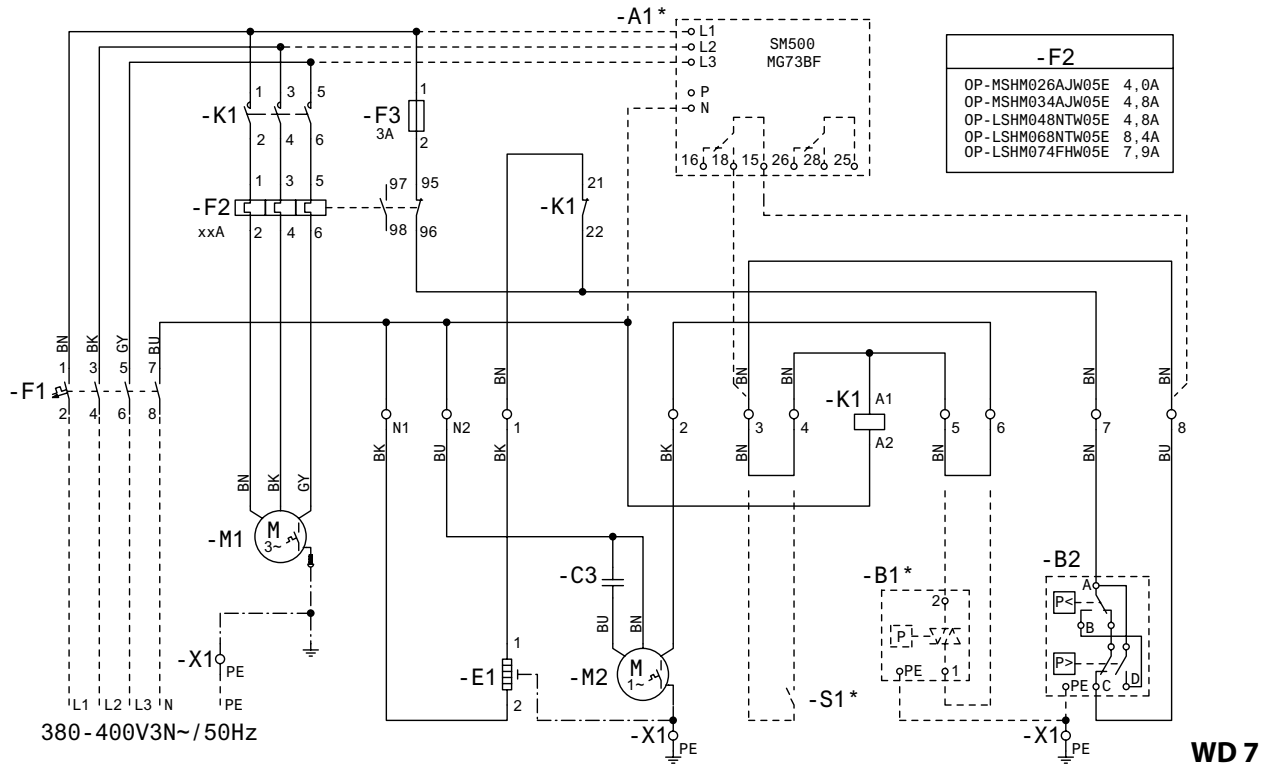 -A1*
L1
L2
L3
SM500
MG73BF
P
N
16 18 15 26 28 25
-F2
OP-MSHM026AJW05E 4,0A
OP-MSHM034AJW05E 4,8A
OP-LSHM048NTW05E 4,8A
OP-LSHM068NTW05E 8,4A
OP-LSHM074FHW05E 7,9A
1 3 5
-K1
2 4 6
1
-F3
3A
2
1 3 5
-F2
xxA
2 4 6
97 95
98 96
21
-K1
22
BN BK GY BU
1 3 5 7
-F1
2 4 6 8
BN BN BN BN BN BN
-K1 A1
A2
N1 N2 1 2 3 4 5 6 7 8
BK BU BK BN BN BN BN BU
BN BK GY
-M1
M
3~
-C3
BU BN
-B1*
2
P
PE 1
-B2
A
P<
B
P>
PE C D
-X1
PE
1
-E1
2
-M2
M
1~
-S1*
-X1
PE
-X1
PE
L1 L2 L3 N PE
380-400V3N~/50Hz
WD 7